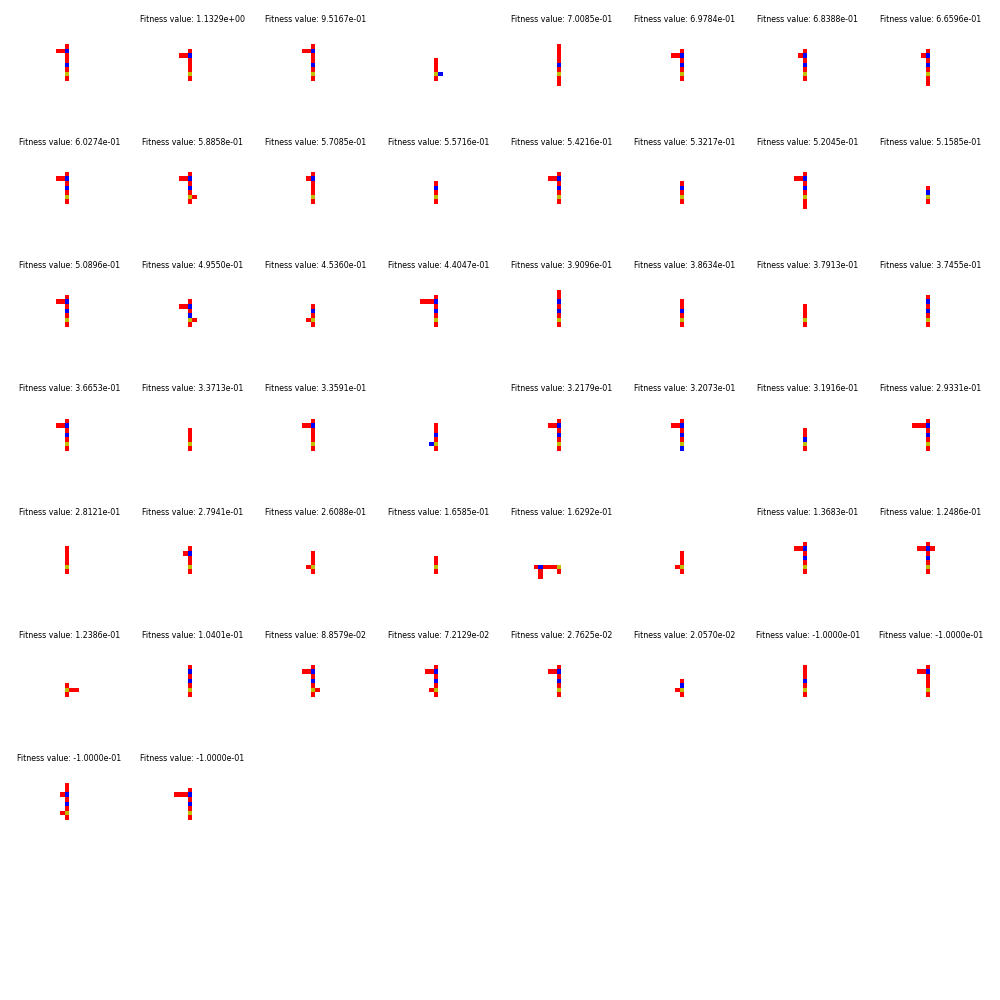 Fitness value: 1.1329e+00
Fitness value: 9.5167e-01
Fitness value: 7.0085e-01
Fitness value: 6.9784e-01
Fitness value: 6.8388e-01
Fitness value: 6.6596e-01
Fitness value: 6.0274e-01
Fitness value: 5.8858e-01
Fitness value: 5.7085e-01
Fitness value: 5.5716e-01
Fitness value: 5.4216e-01
Fitness value: 5.3217e-01
Fitness value: 5.2045e-01
Fitness value: 5.1585e-01
Fitness value: 5.0896e-01
Fitness value: 4.9550e-01
Fitness value: 4.5360e-01
Fitness value: 4.4047e-01
Fitness value: 3.9096e-01
Fitness value: 3.8634e-01
Fitness value: 3.7913e-01
Fitness value: 3.7455e-01
Fitness value: 3.6653e-01
Fitness value: 3.3713e-01
Fitness value: 3.3591e-01
Fitness value: 3.2179e-01
Fitness value: 3.2073e-01
Fitness value: 3.1916e-01
Fitness value: 2.9331e-01
Fitness value: 2.8121e-01
Fitness value: 2.7941e-01
Fitness value: 2.6088e-01
Fitness value: 1.6585e-01
Fitness value: 1.6292e-01
Fitness value: 1.3683e-01
Fitness value: 1.2486e-01
Fitness value: 1.2386e-01
Fitness value: 1.0401e-01
Fitness value: 8.8579e-02
Fitness value: 7.2129e-02
Fitness value: 2.7625e-02
Fitness value: 2.0570e-02
Fitness value: -1.0000e-01
Fitness value: -1.0000e-01
Fitness value: -1.0000e-01
Fitness value: -1.0000e-01